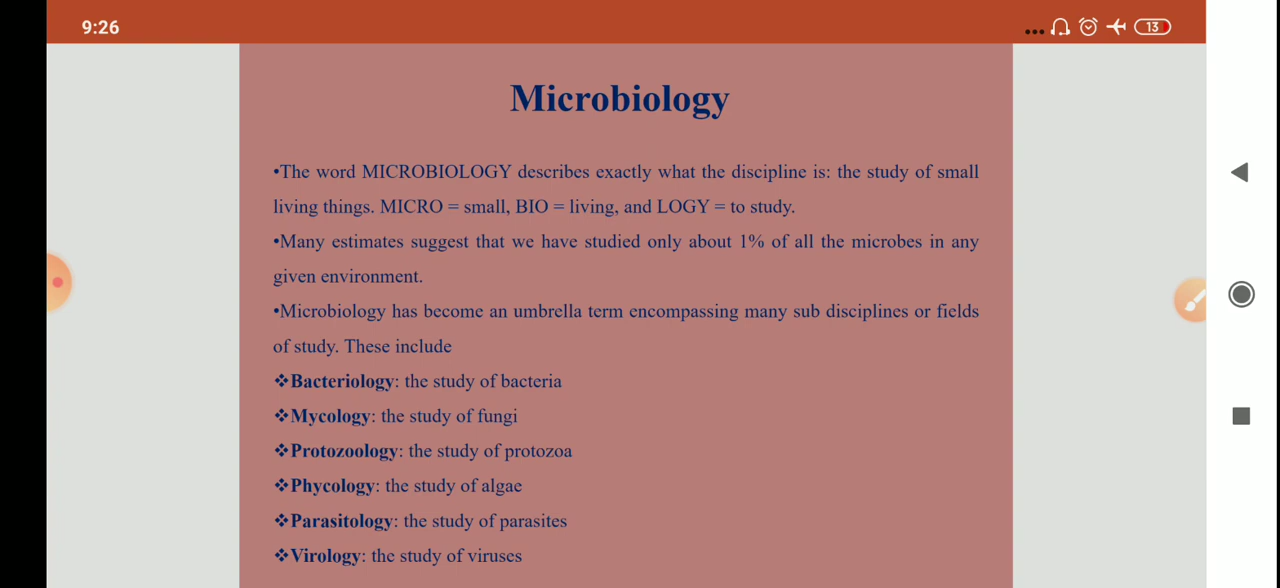 9:26
13
Microbiology
•The word MICROBIOLOGY describes exactly what the discipline is: the study of small
living things. MICRO = small, BIO = living, and LOGY = to study.
•Many estimates suggest that we have studied only about 1% of all the microbes in any
given environment.
•Microbiology has become an umbrella term encompassing many sub disciplines or fields
of study. These include
❖Bacteriology: the study of bacteria
❖Mycology: the study of fungi
❖Protozoology: the study of protozoa
❖Phycology: the study of algae
❖Parasitology: the study of parasites
❖Virology: the study of viruses